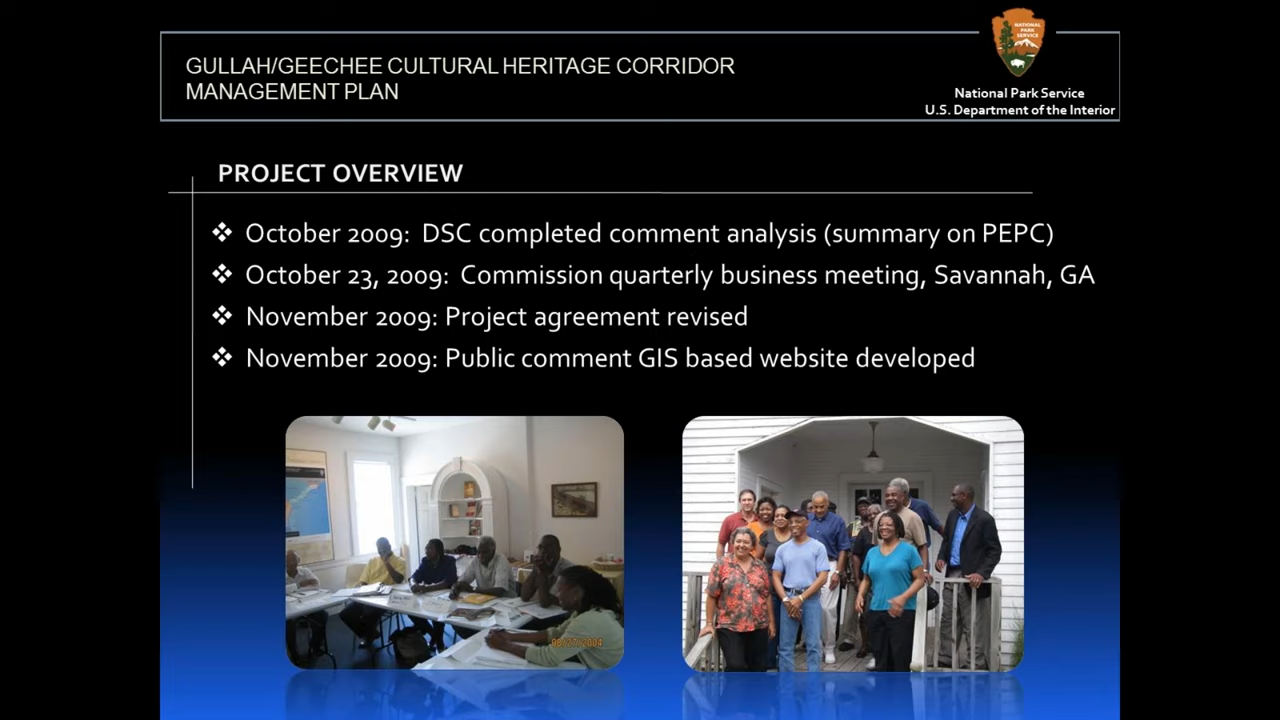 GULLAH/GEECHEE CULTURAL HERITAGE CORRIDOR
MANAGEMENT PLAN
NATIONAL
PARK
SERVICE
National Park Service
U.S. Department of the Interior
PROJECT OVERVIEW
❖ October 2009: DSC completed comment analysis (summary on PEPC)
❖ October 23, 2009: Commission quarterly business meeting, Savannah, GA
❖ November 2009: Project agreement revised
❖ November 2009: Public comment GIS based website developed